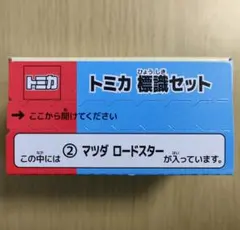 トミカ
トミカ 標識セット
ひょうしき
→ ここから開けてください
この中には ② マツダ ロードスター が入っています。